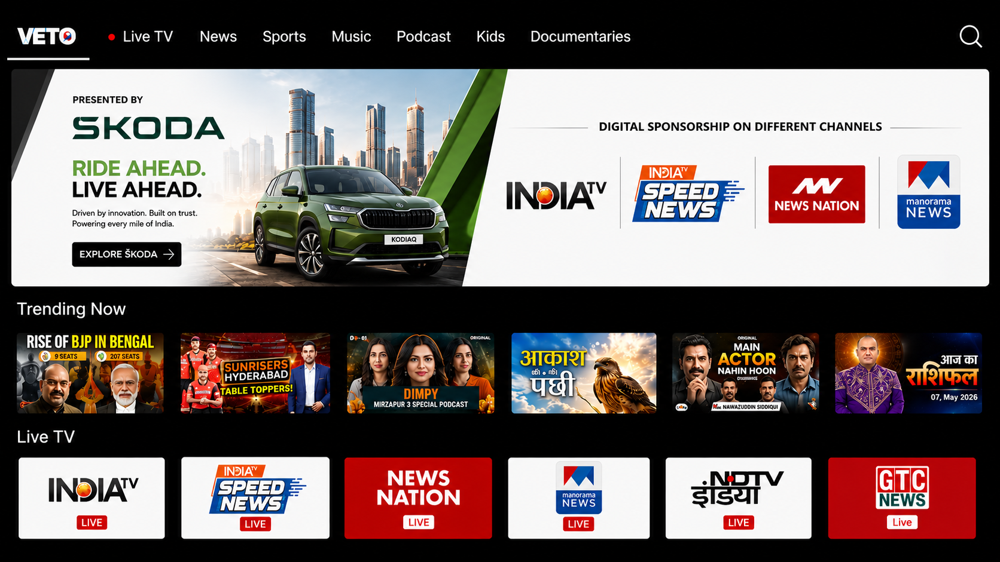 VETO
Live TV
News
Sports
Music
Podcast
Kids
Documentaries
PRESENTED BY
SKODA
RIDE AHEAD.
LIVE AHEAD.
Driven by innovation. Built on trust.
Powering every mile of India.
EXPLORE ŠKODA
KODIAQ
DIGITAL SPONSORSHIP ON DIFFERENT CHANNELS
INDIA TV
INDIA TV
SPEED
NEWS
NEWS NATION
manorama
NEWS
Trending Now
RISE OF BJP IN BENGAL
9 SEATS
207 SEATS
SUNRISERS
HYDERABAD
TABLE TOPPERS!
ORIGINAL
DIMPY
MIRZAPUR 3 SPECIAL PODCAST
आकाश
पछी
ORIGINAL
MAIN
ACTOR
NAHIN HOON
NAWAZUDDIN SIDDIQUI
आज का
राशिफल
07, May 2026
Live TV
INDIA TV
LIVE
INDIA TV
SPEED
NEWS
LIVE
NEWS
NATION
LIVE
manorama
NEWS
LIVE
NDTV
इंडिया
LIVE
GTC
NEWS
Live